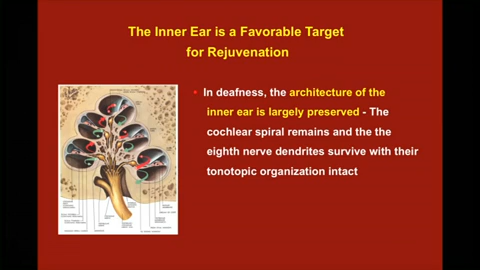 The Inner Ear is a Favorable Target
for Rejuvenation
• In deafness, the architecture of the
inner ear is largely preserved - The
cochlear spiral remains and the the
eighth nerve dendrites survive with their
tonotopic organization intact